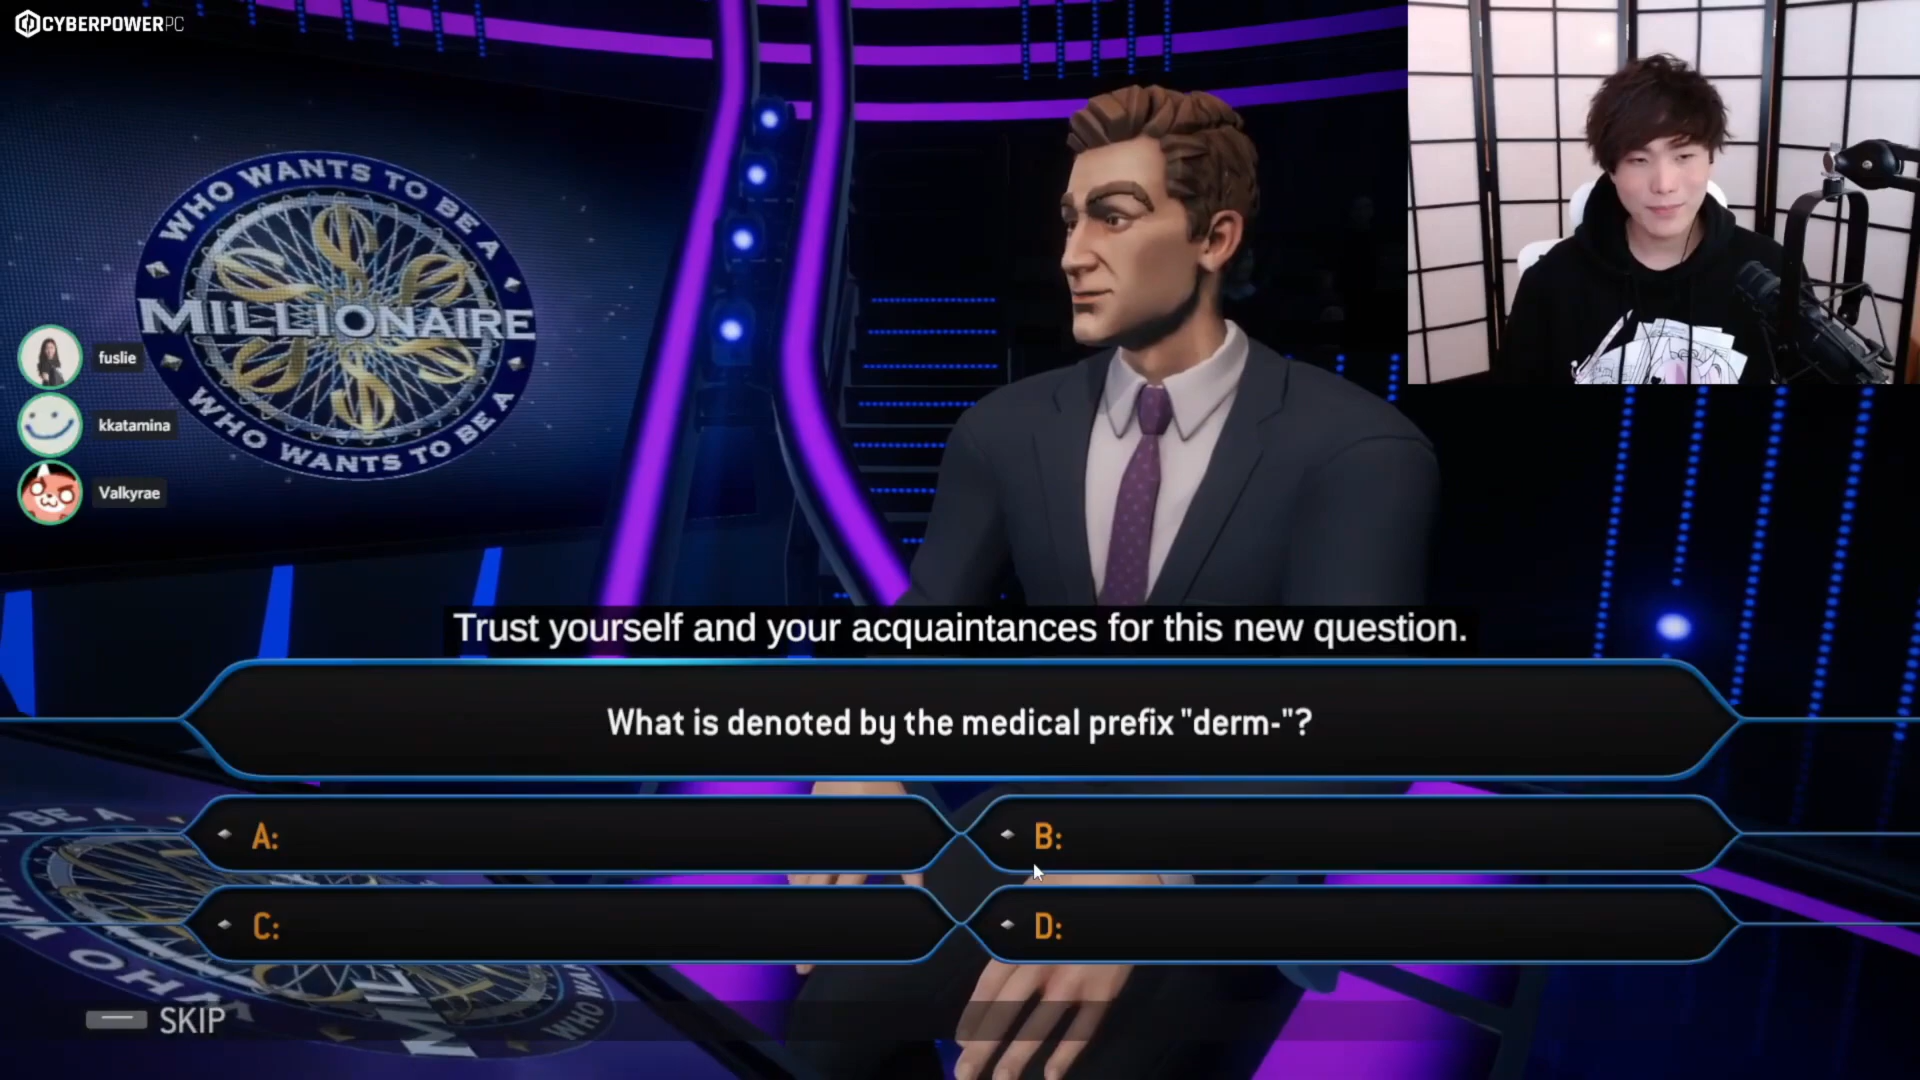 CYBERPOWERPC
WHO WANTS TO BE A
MILLIONAIRE
WHO WANTS TO BE A
fuslie
kkatamina
Valkyrae
Trust yourself and your acquaintances for this new question.
What is denoted by the medical prefix "derm-"?
A:
B:
C:
D:
SKIP